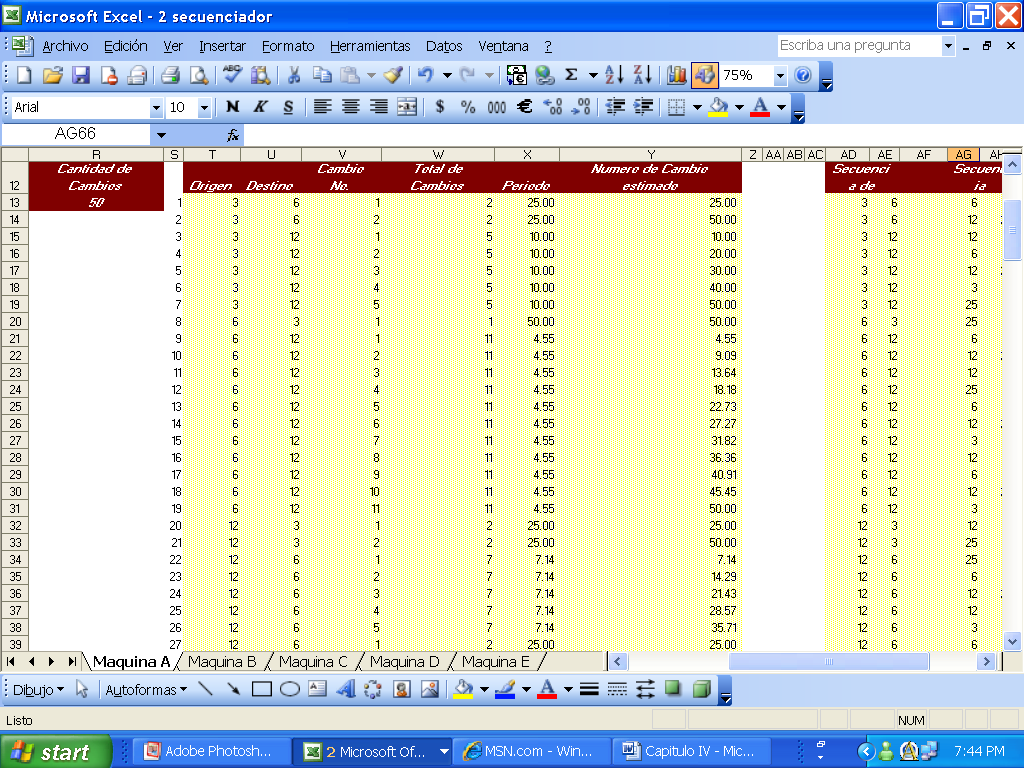 Microsoft Excel - 2 secuenciador
Archivo Edición Ver Insertar Formato Herramientas Datos Ventana ? Escriba una pregunta
75%
Arial 10 N K S $ % 000 €
AG66 fx
R S T U V W X Y Z AA AB AC AD AE AF AG AH
Cantidad de Cambio Total de Numero de Cambio Secuenci Secuen
12 Cambios Origen Destino No. Cambios Periodo estimado a de ia
13 50 1 3 6 1 2 25.00 25.00 3 6 6
14 2 3 6 2 2 25.00 50.00 3 6 12
15 3 3 12 1 5 10.00 10.00 3 12 12
16 4 3 12 2 5 10.00 20.00 3 12 6
17 5 3 12 3 5 10.00 30.00 3 12 12
18 6 3 12 4 5 10.00 40.00 3 12 3
19 7 3 12 5 5 10.00 50.00 3 12 25
20 8 6 3 1 1 50.00 50.00 6 3 25
21 9 6 12 1 11 4.55 4.55 6 12 6
22 10 6 12 2 11 4.55 9.09 6 12 12
23 11 6 12 3 11 4.55 13.64 6 12 12
24 12 6 12 4 11 4.55 18.18 6 12 25
25 13 6 12 5 11 4.55 22.73 6 12 6
26 14 6 12 6 11 4.55 27.27 6 12 12
27 15 6 12 7 11 4.55 31.82 6 12 3
28 16 6 12 8 11 4.55 36.36 6 12 12
29 17 6 12 9 11 4.55 40.91 6 12 6
30 18 6 12 10 11 4.55 45.45 6 12 12
31 19 6 12 11 11 4.55 50.00 6 12 3
32 20 12 3 1 2 25.00 25.00 12 3 12
33 21 12 3 2 2 25.00 50.00 12 3 25
34 22 12 6 1 7 7.14 7.14 12 6 25
35 23 12 6 2 7 7.14 14.29 12 6 6
36 24 12 6 3 7 7.14 21.43 12 6 12
37 25 12 6 4 7 7.14 28.57 12 6 12
38 26 12 6 5 7 7.14 35.71 12 6 3
39 27 12 6 1 2 25.00 25.00 12 6 6
Maquina A Maquina B Maquina C Maquina D Maquina E
Dibujo Autoformas
Listo NUM
start Adobe Photosh... 2 Microsoft Of... MSN.com - Win... Capitulo IV - Mic... 7:44 PM